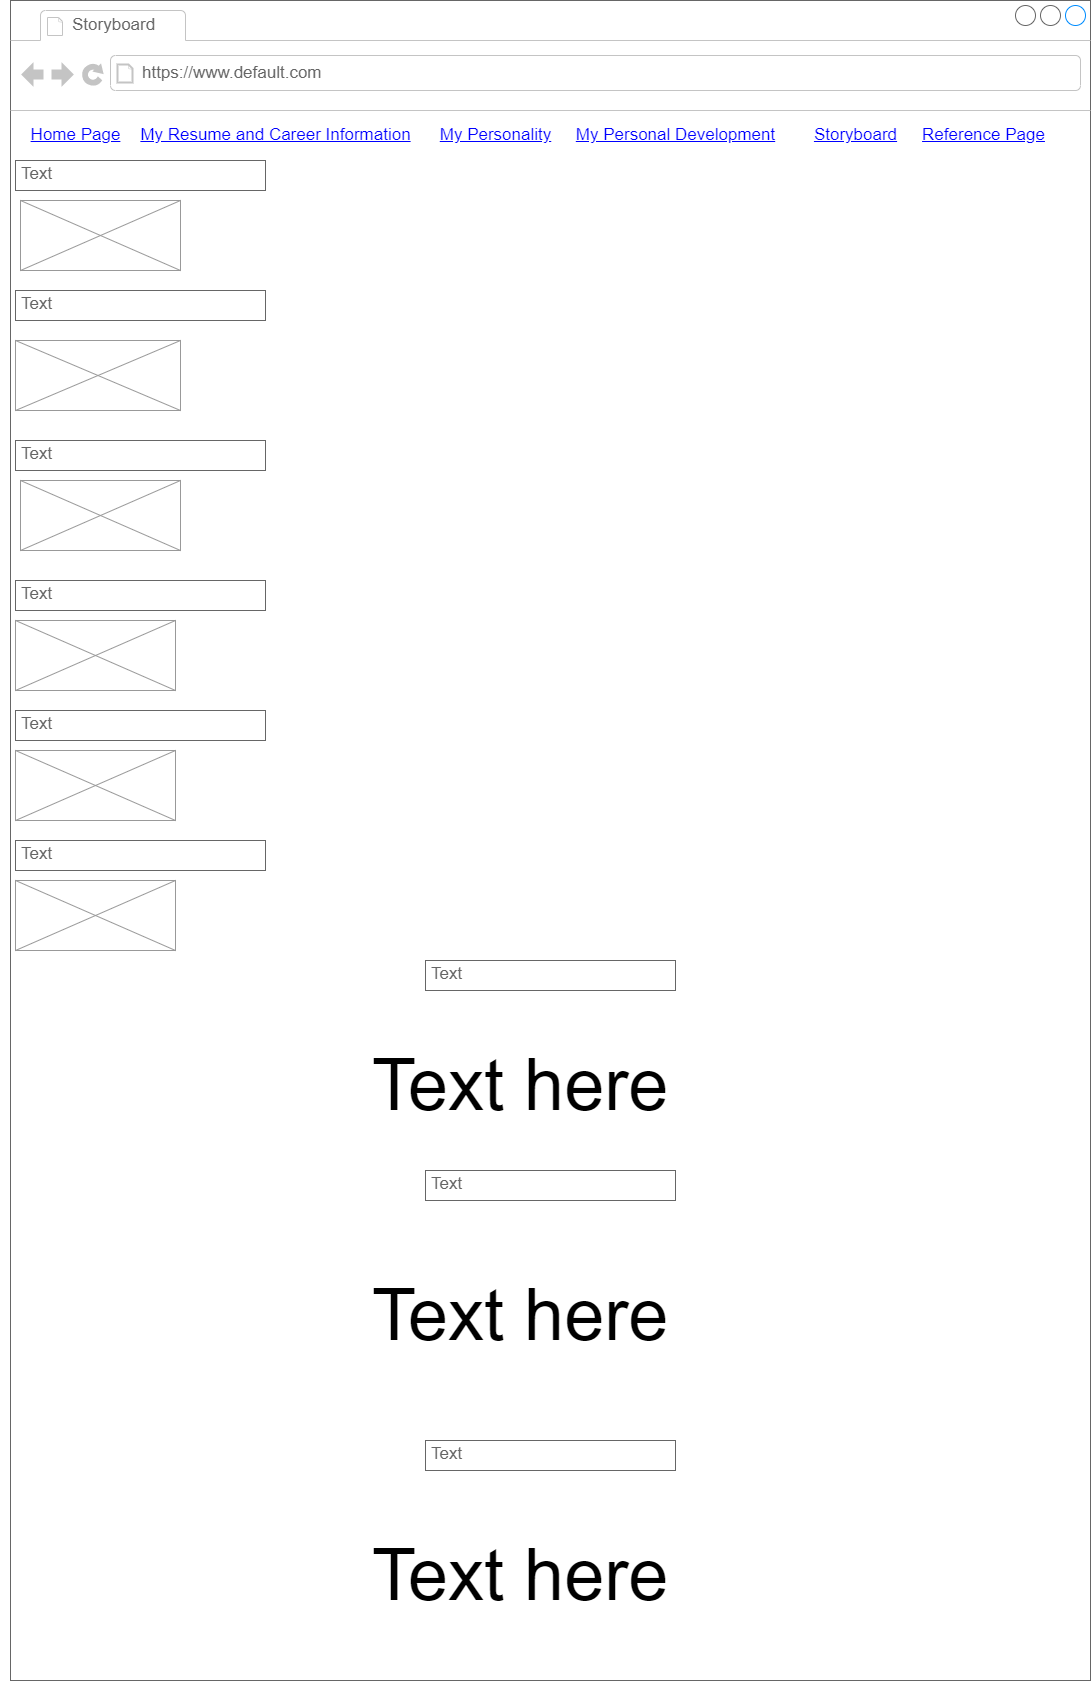 Storyboard
https://www.default.com
Home Page My Resume and Career Information My Personality My Personal Development Storyboard Reference Page
Text
Text
Text
Text
Text
Text
Text
Text here
Text
Text here
Text
Text here